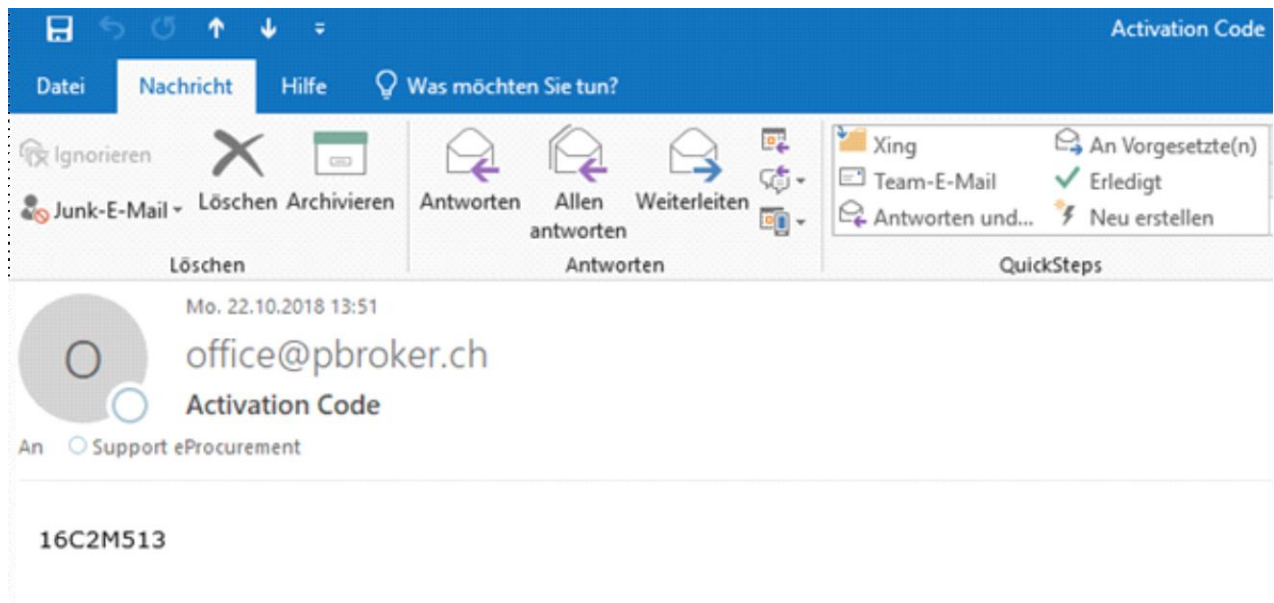 Activation Code
Datei Nachricht Hilfe Was möchten Sie tun?
Ignorieren
Junk-E-Mail
Löschen Archivieren
Löschen
Antworten Allen antworten Weiterleiten
Antworten
Xing An Vorgesetzte(n)
Team-E-Mail Erledigt
Antworten und... Neu erstellen
QuickSteps
Mo. 22.10.2018 13:51
O
office@pbroker.ch
Activation Code
An Support eProcurement
16C2M513